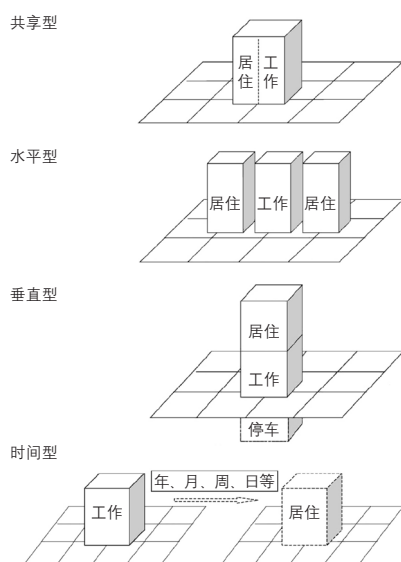 共享型
居住 工作
水平型
居住 工作 居住
垂直型
居住
工作
停车
时间型
年、月、周、日等
工作 居住